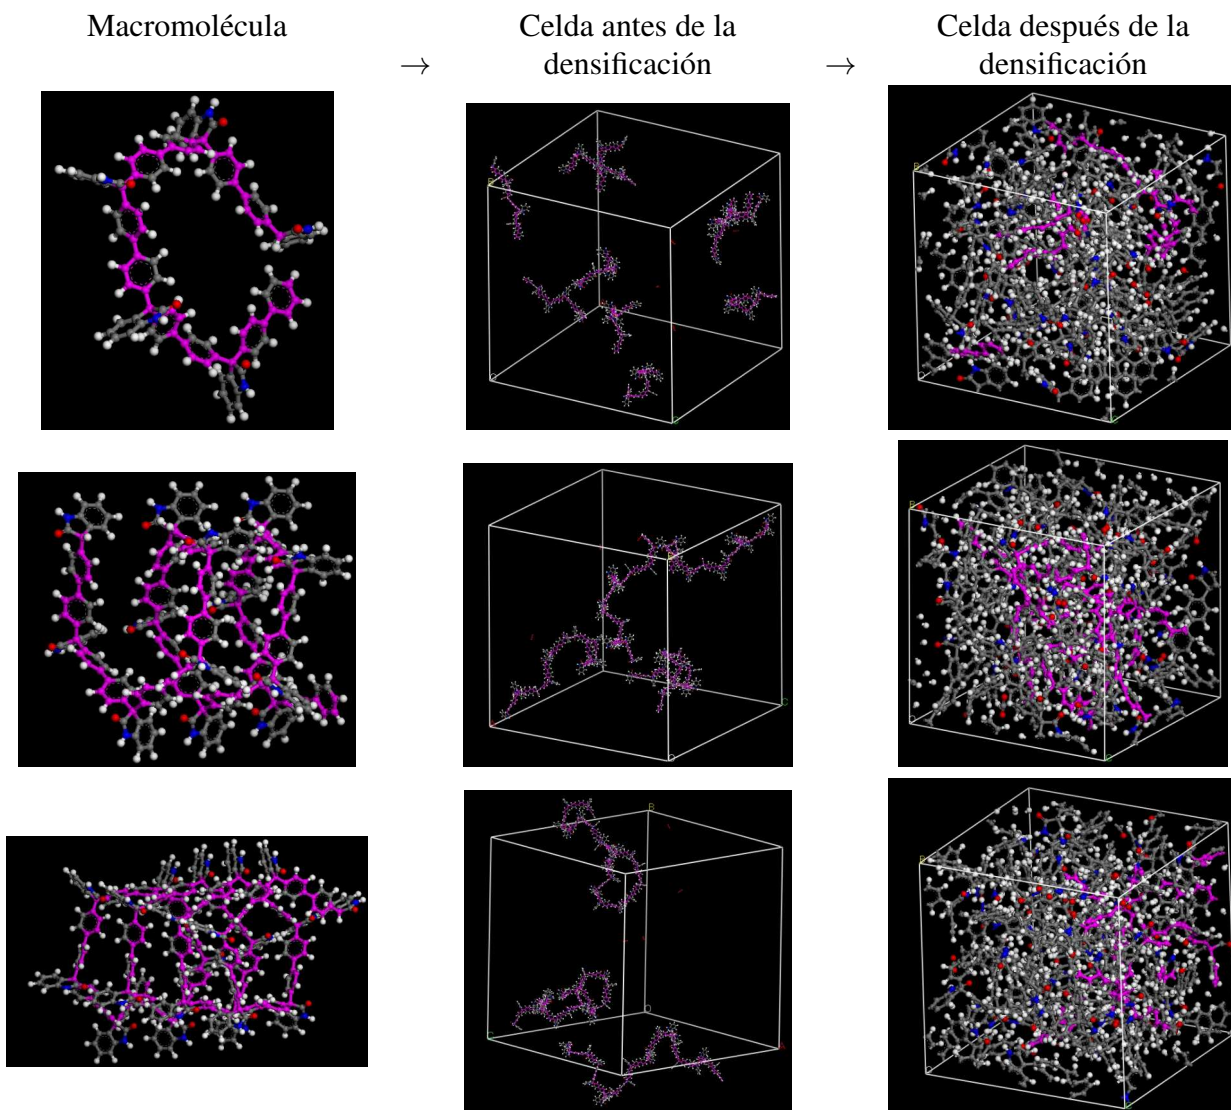 Macromolécula
→
Celda antes de la
densificación
→
Celda después de la
densificación